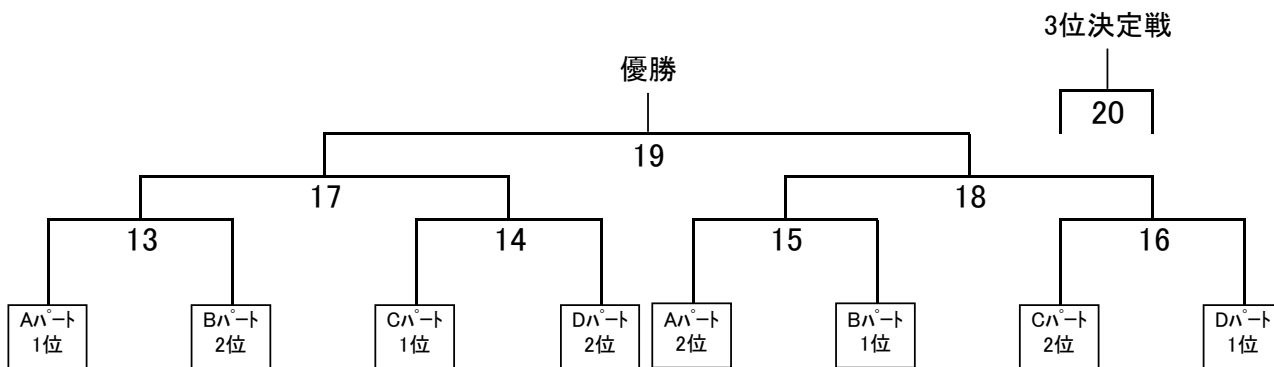 3位決定戦
優勝
20
19
17
18
13
14
15
16
Aパート
1位
Bパート
2位
Cパート
1位
Dパート
2位
Aパート
2位
Bパート
1位
Cパート
2位
Dパート
1位